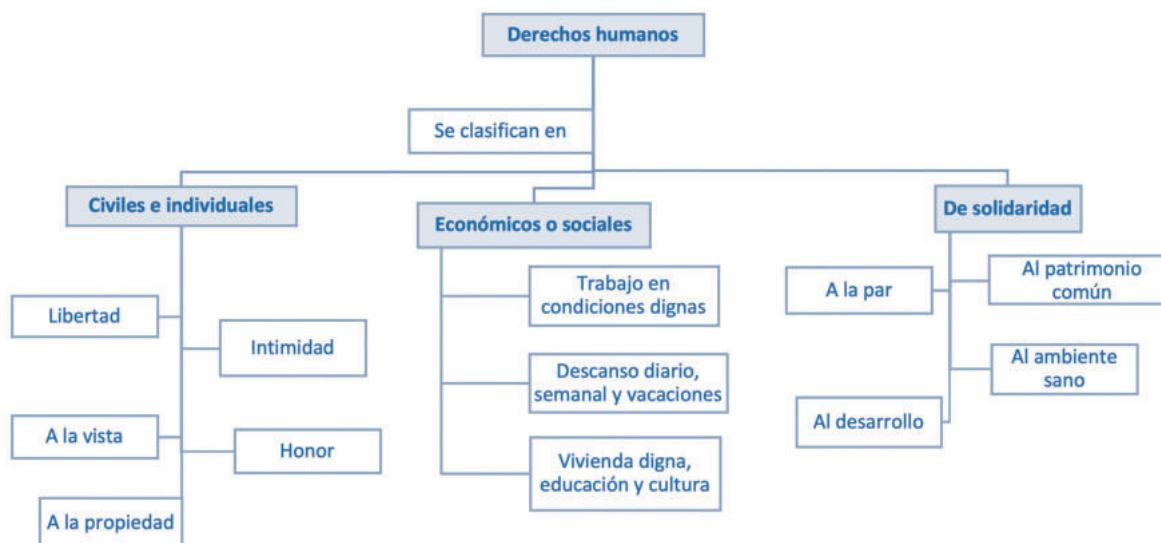 Derechos humanos
Se clasifican en
Civiles e individuales
Libertad
Intimidad
A la vista
Honor
A la propiedad
Económicos o sociales
Trabajo en
condiciones dignas
Descanso diario,
semanal y vacaciones
Vivienda digna,
educación y cultura
De solidaridad
A la par
Al patrimonio
común
Al ambiente
sano
Al desarrollo